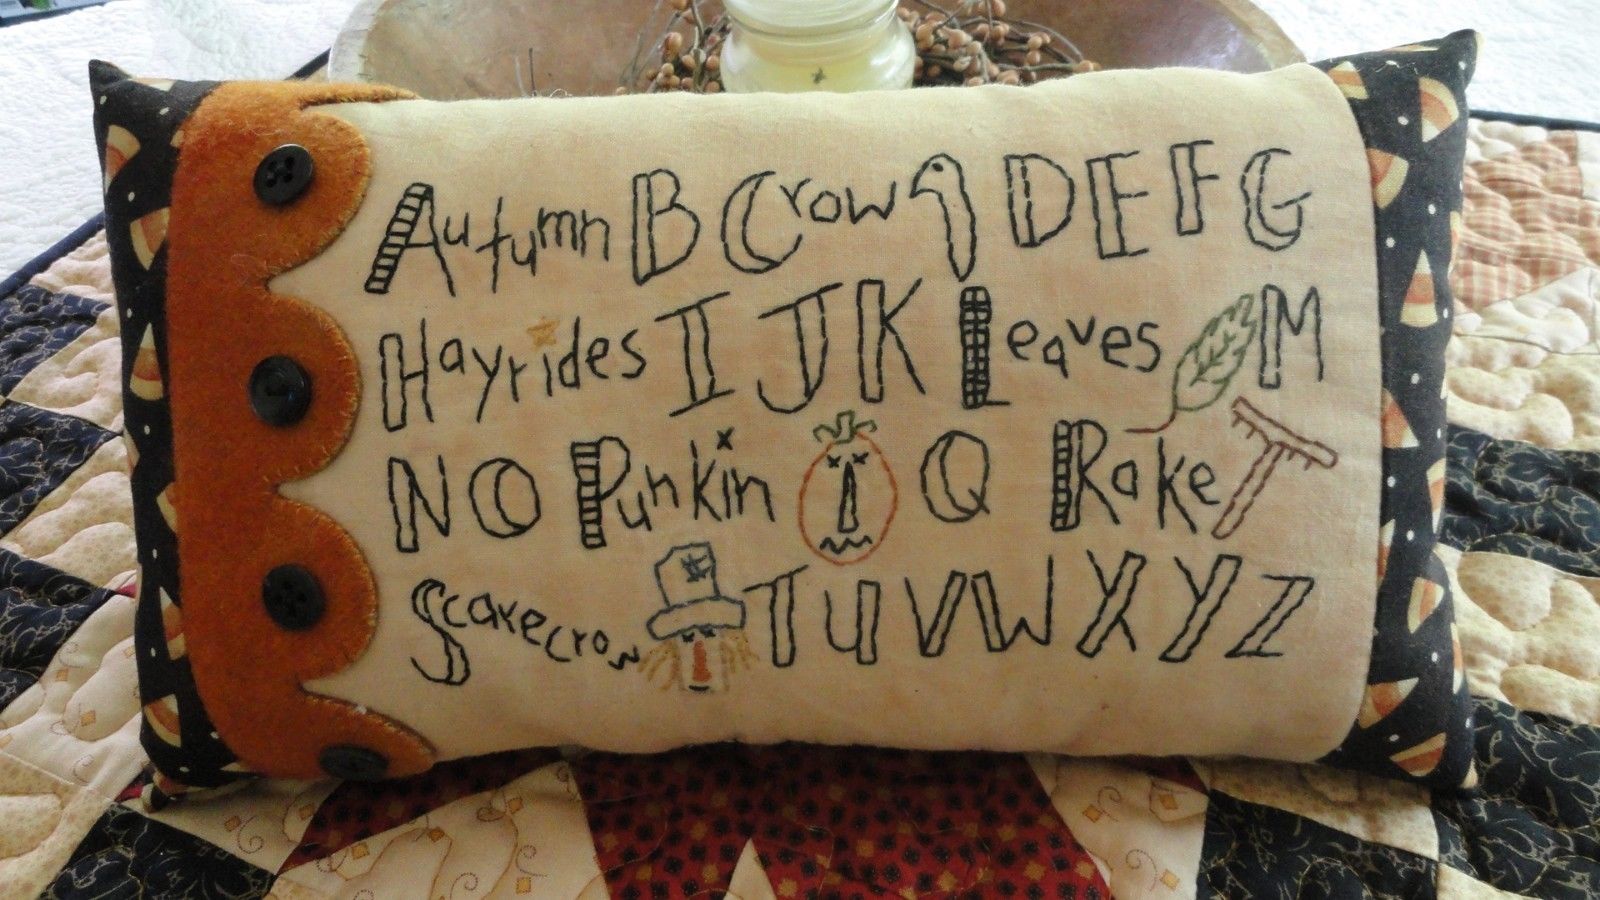 Autumn B Crow D E F G
Hayrides I J K Leaves M
N O Punkin Q Rake
Scarecrow T U V W X Y Z